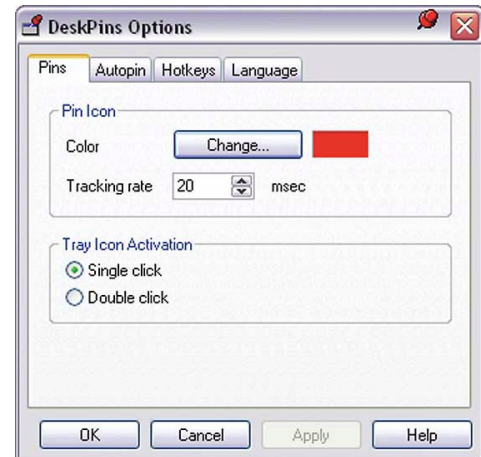 DeskPins Options
Pins Autopin Hotkeys Language
Pin Icon
Color Change...
Tracking rate 20 msec
Tray Icon Activation
Single click
Double click
OK Cancel Apply Help